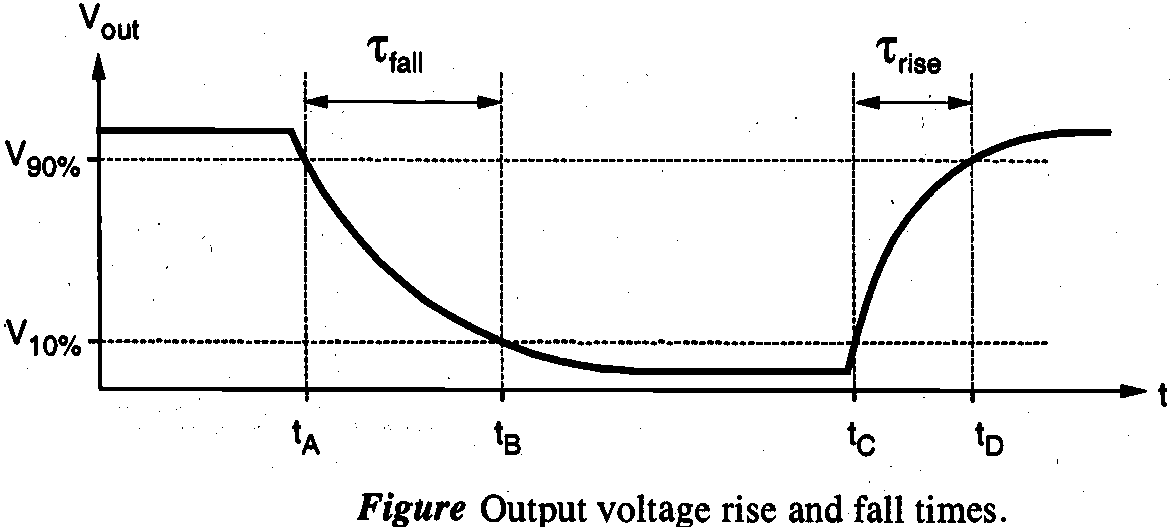 Vout
τfall
τrise
V90%
V10%
t
tA
tB
tC
tD
Figure Output voltage rise and fall times.